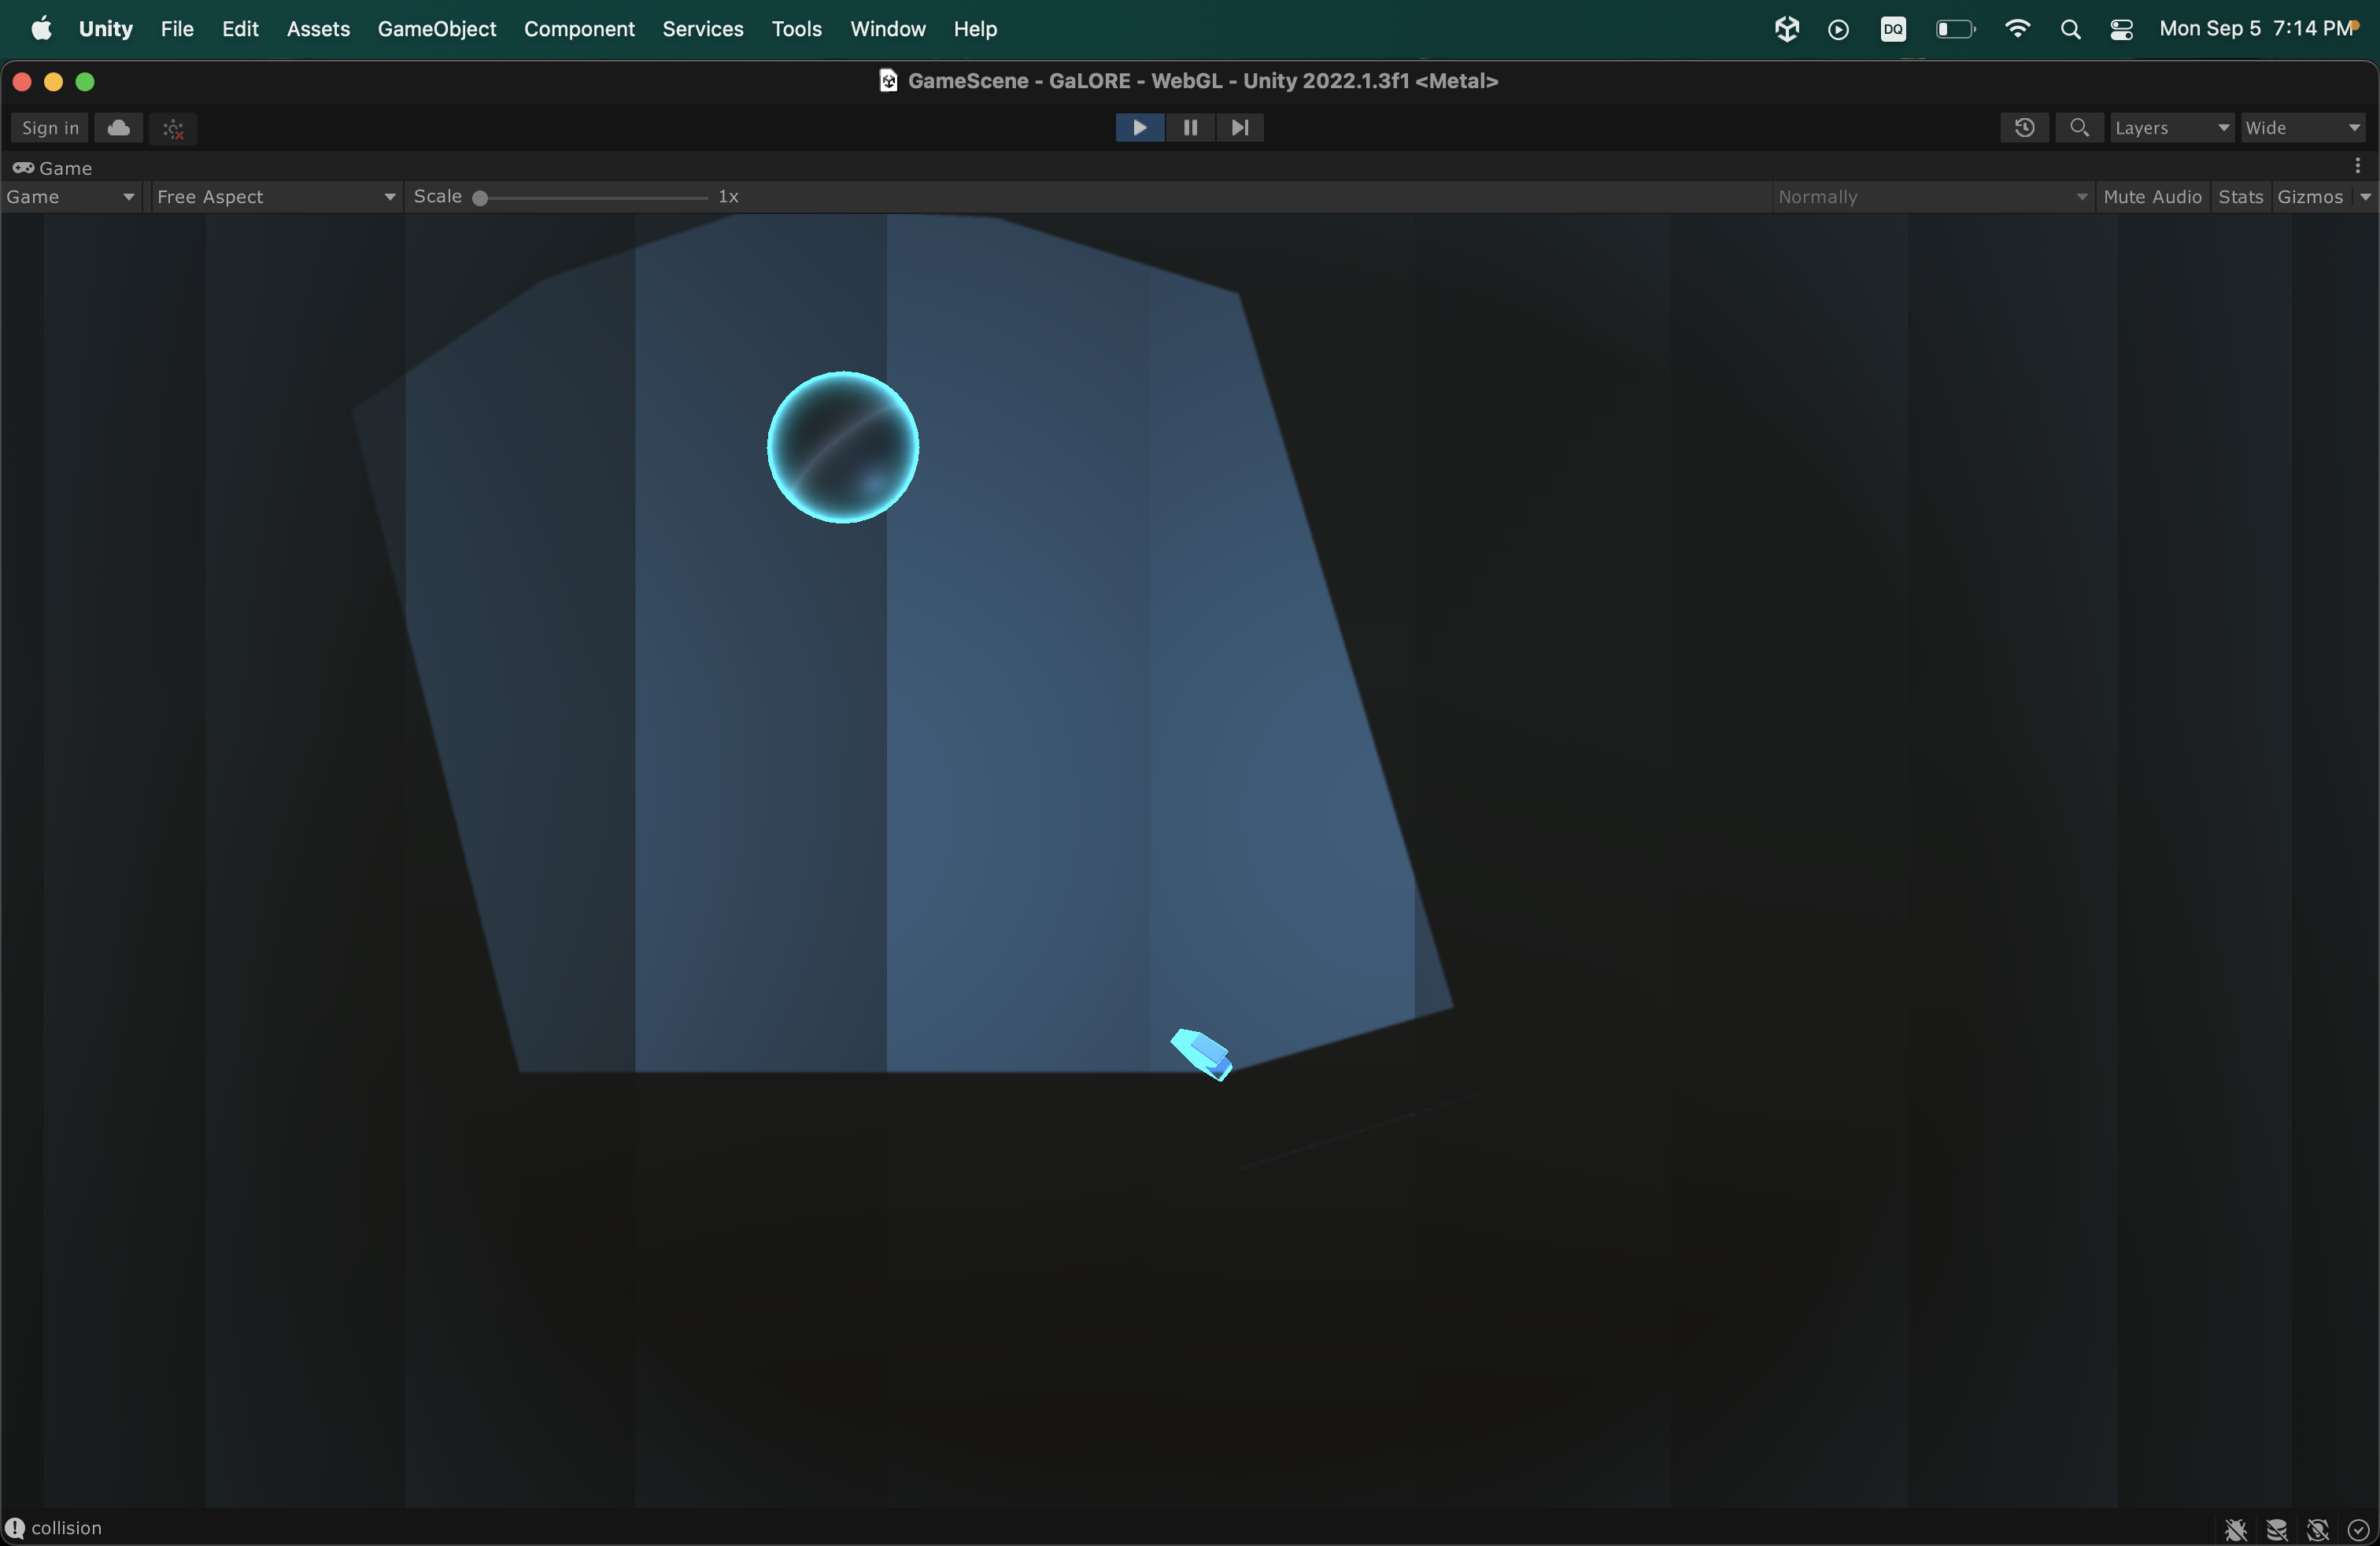 Unity File Edit Assets GameObject Component Services Tools Window Help DQ Mon Sep 5 7:14 PM
GameScene - GaLORE - WebGL - Unity 2022.1.3f1 <Metal>
Sign in Layers Wide
Game
Game Free Aspect Scale 1x Normally Mute Audio Stats Gizmos
collision